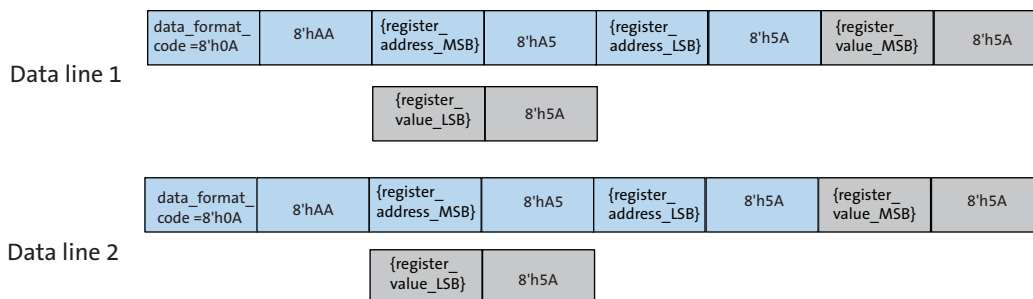 data_format_
code =8'h0A
8'hAA
{register_
address_MSB}
8'hA5
{register_
address_LSB}
8'h5A
{register_
value_MSB}
8'h5A
Data line 1
{register_
value_LSB}
8'h5A
data_format_
code =8'h0A
8'hAA
{register_
address_MSB}
8'hA5
{register_
address_LSB}
8'h5A
{register_
value_MSB}
8'h5A
Data line 2
{register_
value_LSB}
8'h5A